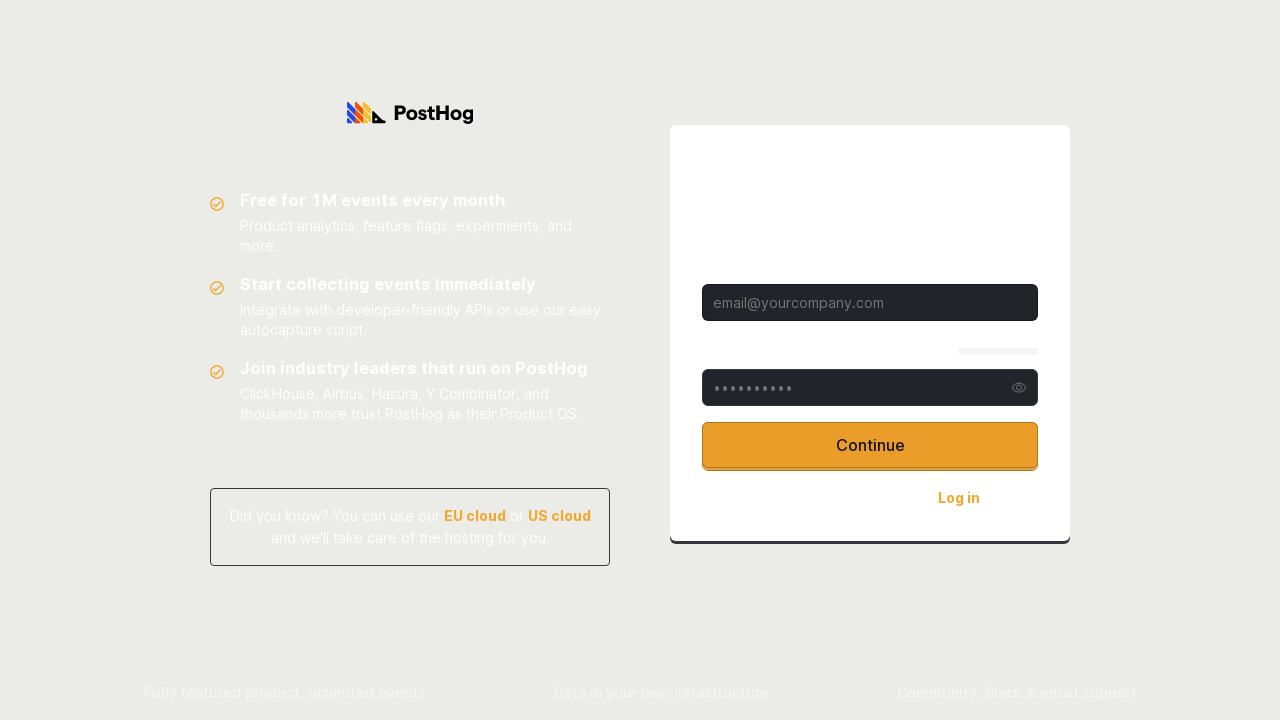 PostHog
Free for 1M events every month
Product analytics, feature flags, experiments, and
more.
Start collecting events immediately
Integrate with developer-friendly APIs or use our easy
autocapture script.
Join industry leaders that run on PostHog
ClickHouse, Airbus, Hasura, Y Combinator, and
thousands more trust PostHog as their Product OS.
Did you know? You can use our EU cloud or US cloud
and we'll take care of the hosting for you.
email@yourcompany.com
••••••••••
Continue
Log in
Fully featured product, unlimited events
Data in your own infrastructure
Community, Slack & email support